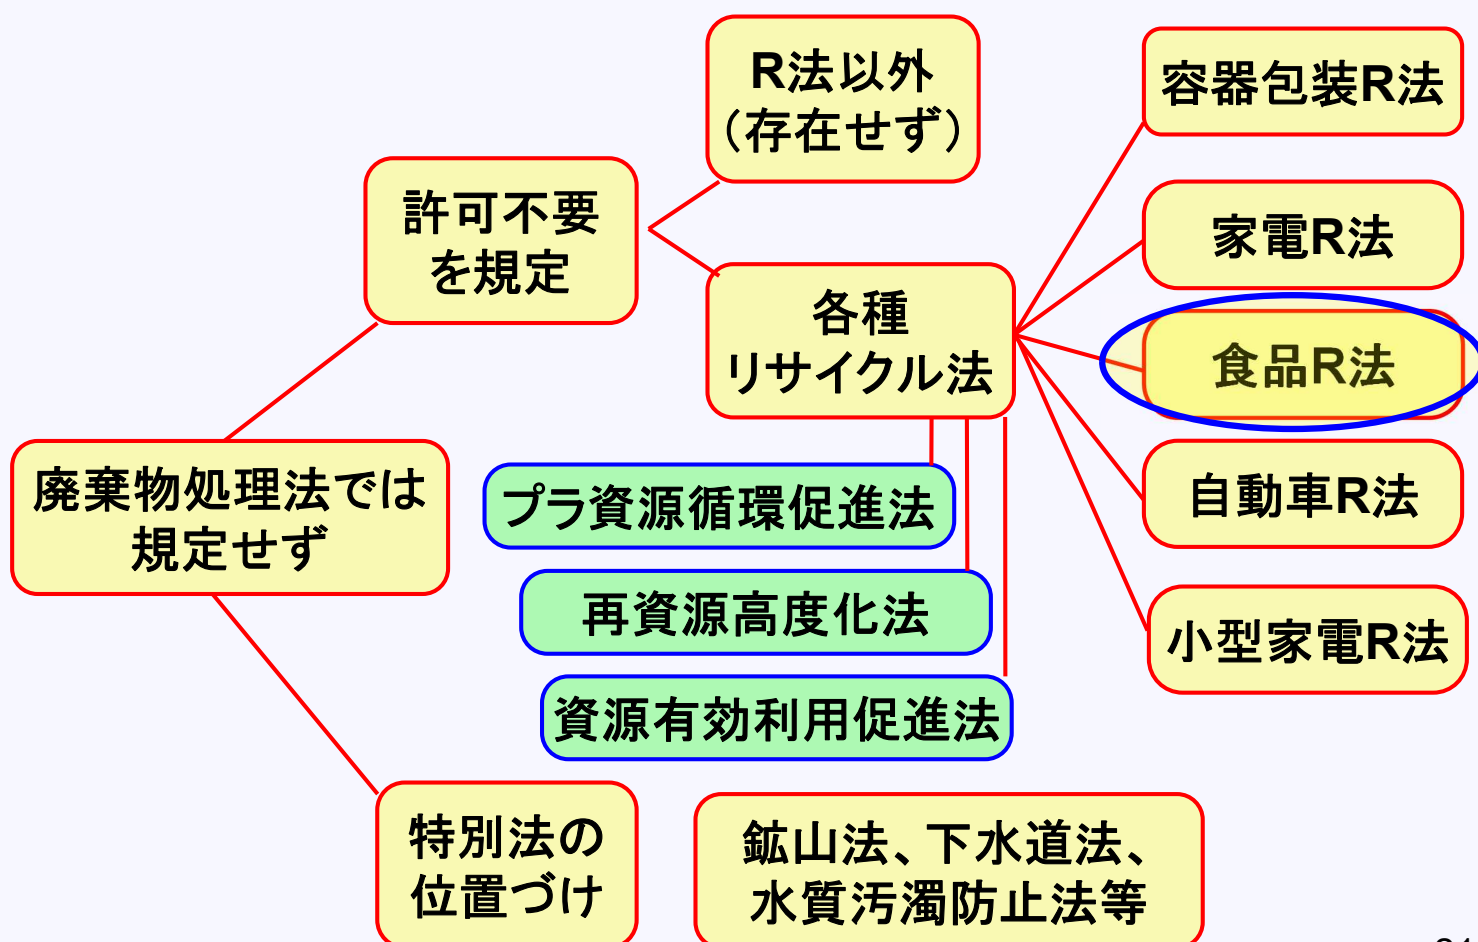 R法以外
（存在せず）
容器包装R法
許可不要
を規定
家電R法
各種
リサイクル法
食品R法
廃棄物処理法では
規定せず
プラ資源循環促進法
自動車R法
再資源高度化法
小型家電R法
資源有効利用促進法
特別法の
位置づけ
鉱山法、下水道法、
水質汚濁防止法等